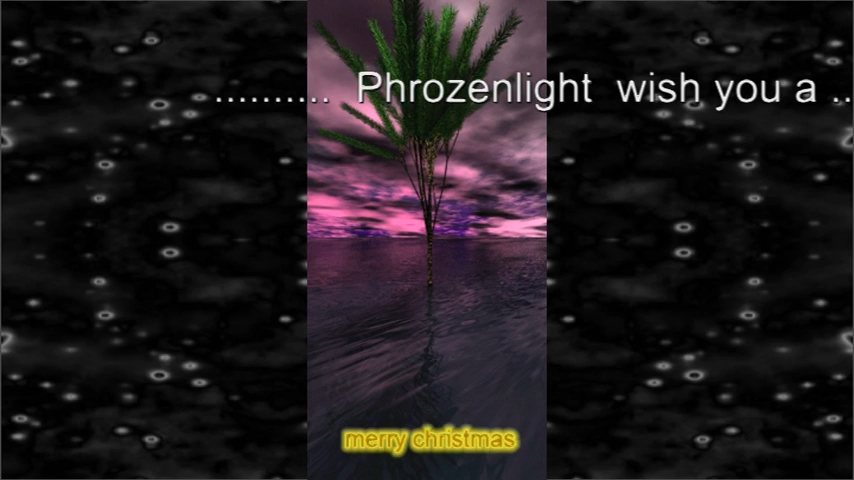 .......... Phrozenlight wish you a ..
merry christmas